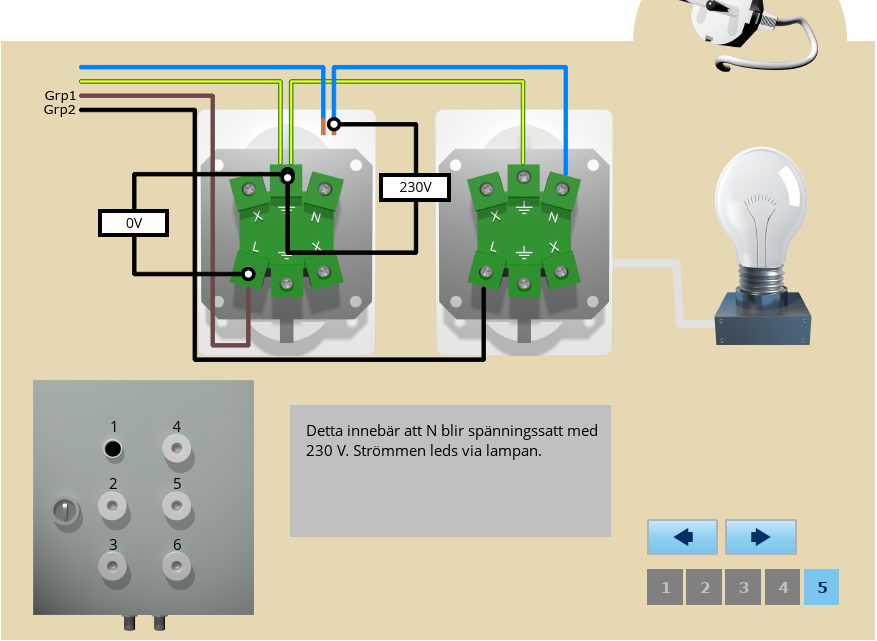 Grp1
Grp2
230V
0V
X
N
L
X
X
N
L
X
1
4
2
5
3
6
Detta innebär att N blir spänningssatt med
230 V. Strömmen leds via lampan.
1 2 3 4 5